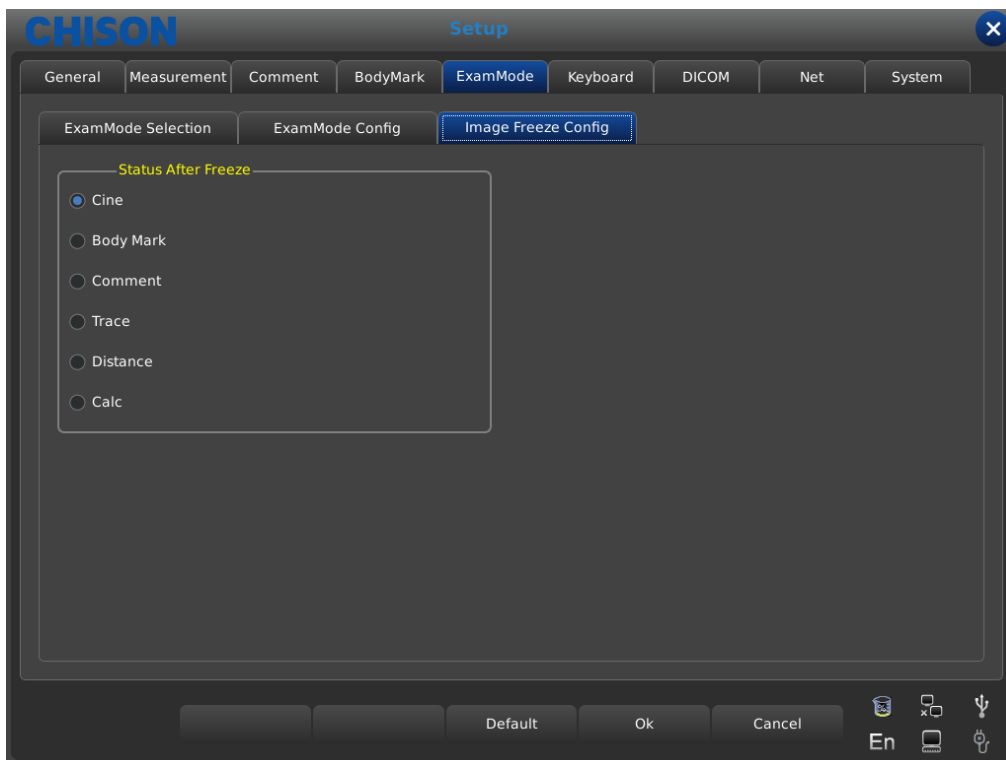 CHISON
Setup
General Measurement Comment BodyMark ExamMode Keyboard DICOM Net System
ExamMode Selection ExamMode Config Image Freeze Config
Status After Freeze
Cine
Body Mark
Comment
Trace
Distance
Calc
Default Ok Cancel
En